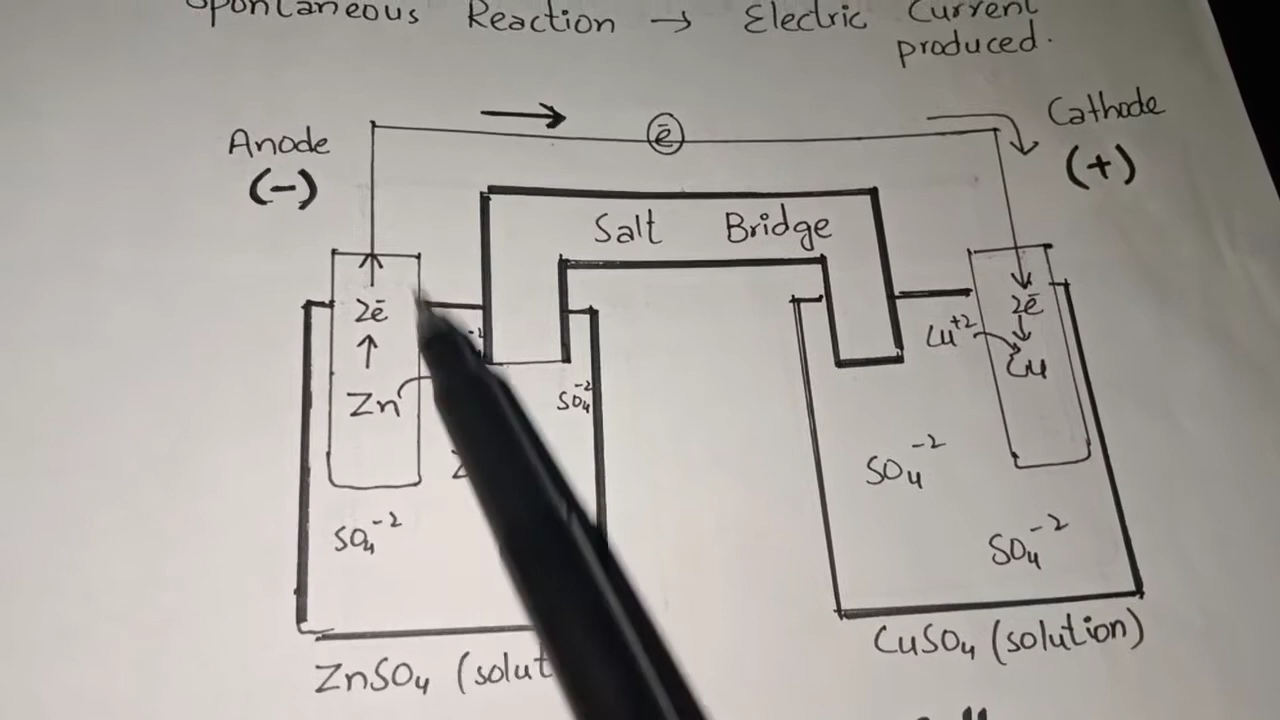 Spontaneous Reaction → Electric Current
produced.
Anode
(-)
ē
Cathode
(+)
Salt Bridge
2ē
Zn
SO₄⁻²
SO₄⁻²
ZnSO₄ (solut
2ē
Cu⁺²
Cu
SO₄⁻²
SO₄⁻²
CuSO₄ (solution)